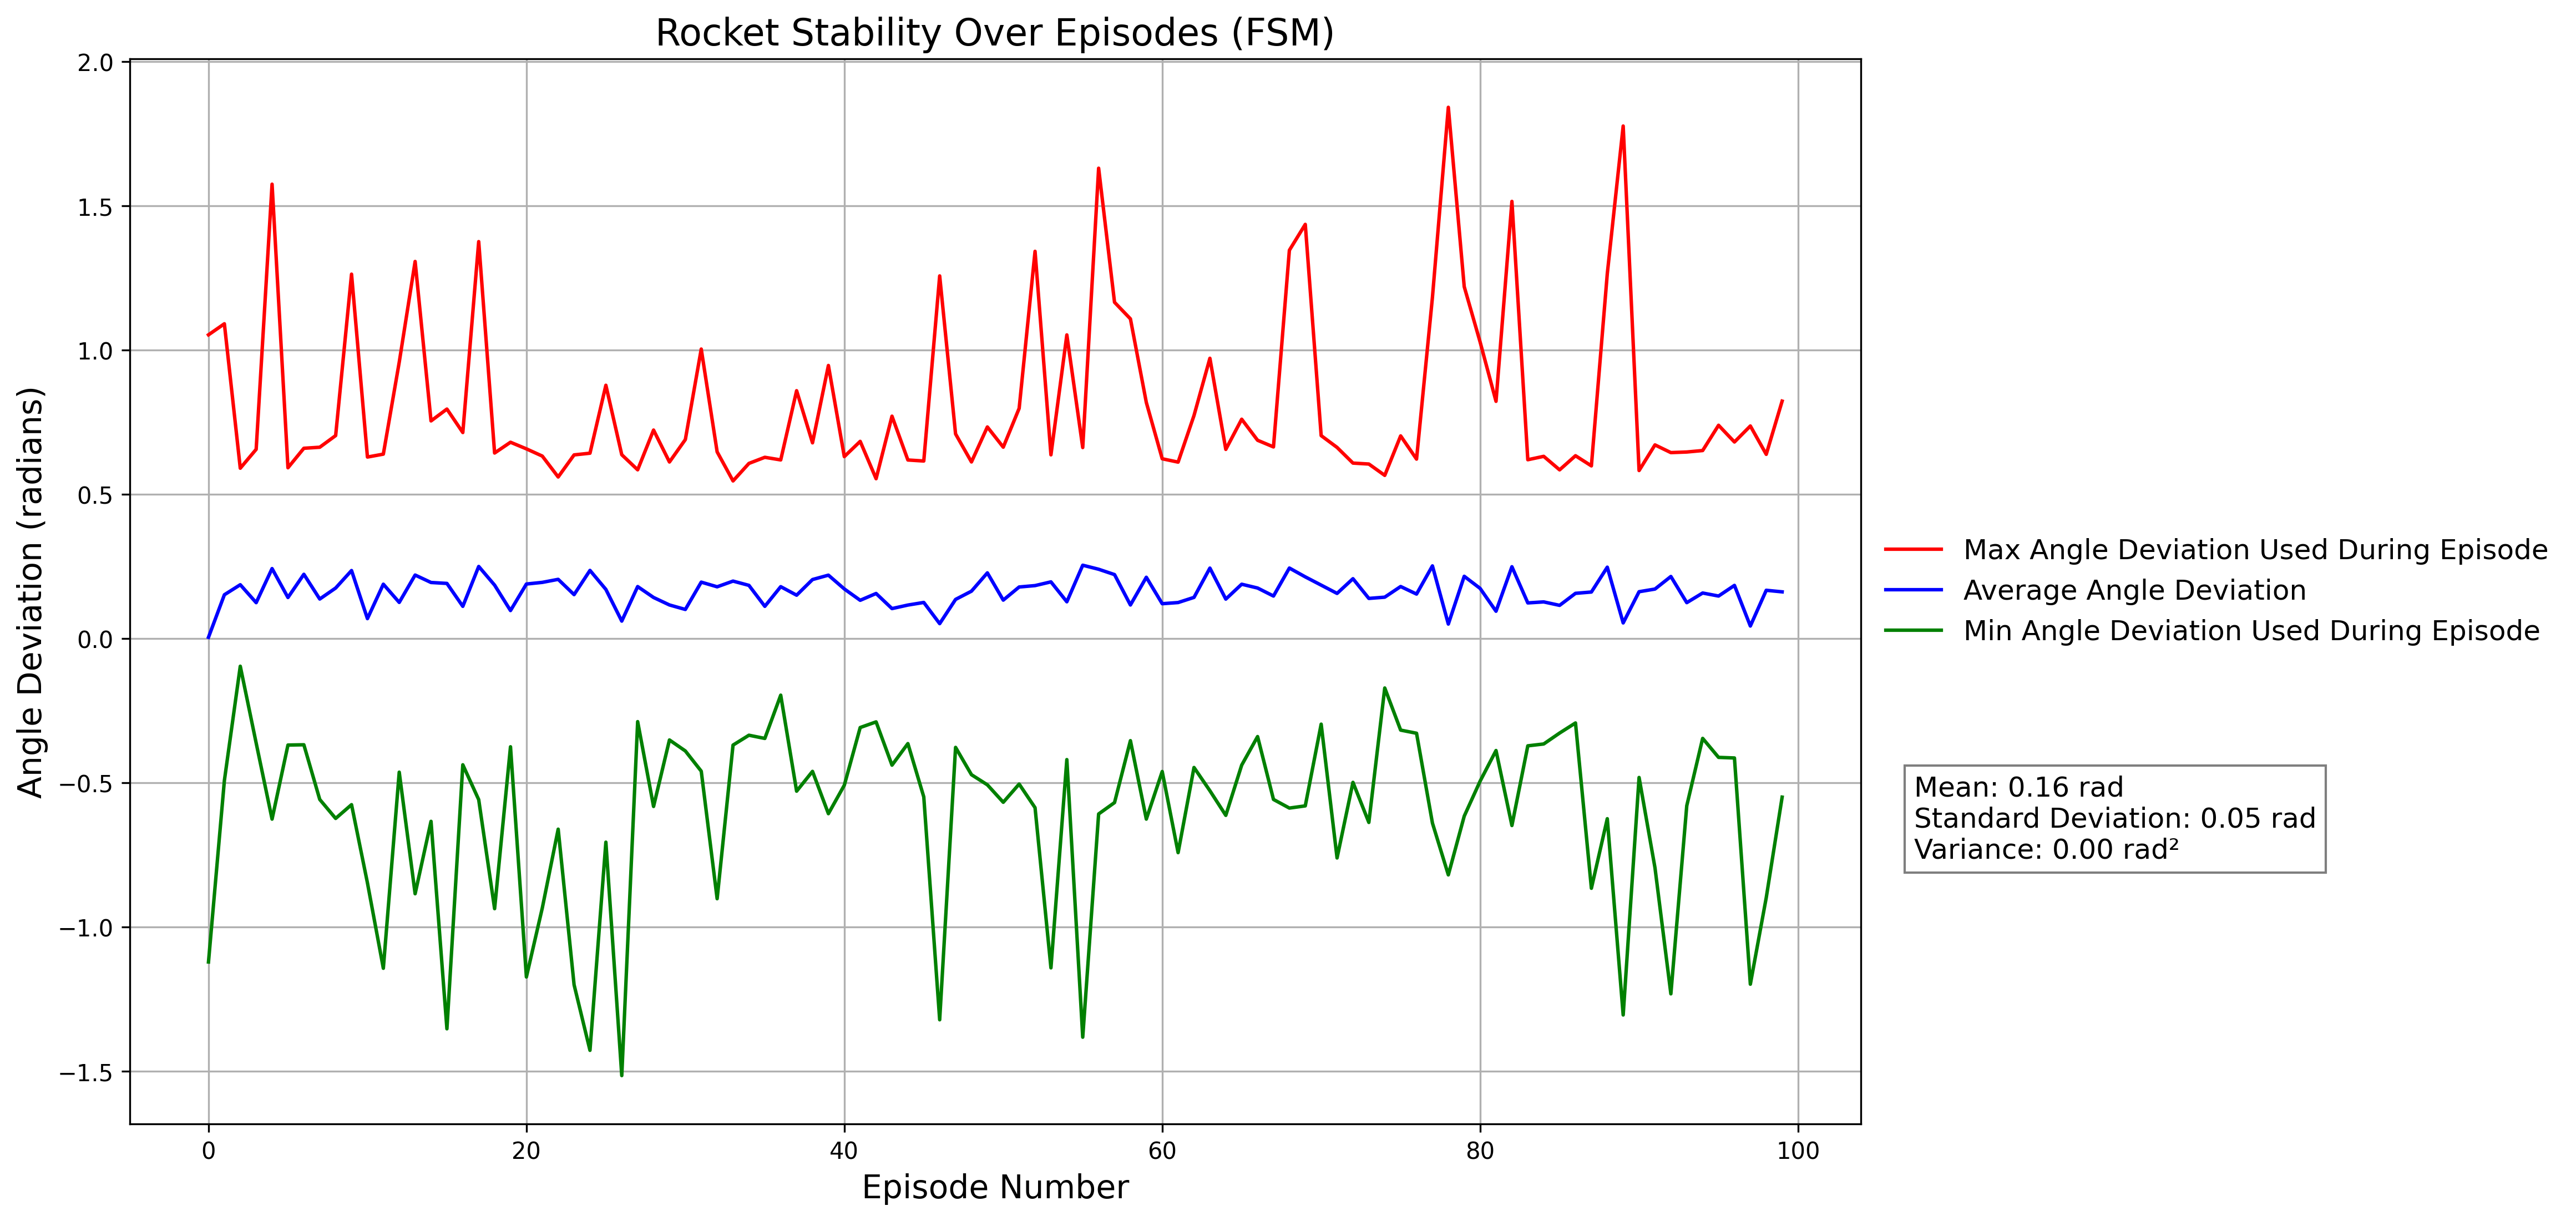 Rocket Stability Over Episodes (FSM)
Angle Deviation (radians)
2.0
1.5
1.0
0.5
0.0
−0.5
−1.0
−1.5
0
20
40
60
80
100
Episode Number
Max Angle Deviation Used During Episode
Average Angle Deviation
Min Angle Deviation Used During Episode
Mean: 0.16 rad
Standard Deviation: 0.05 rad
Variance: 0.00 rad²